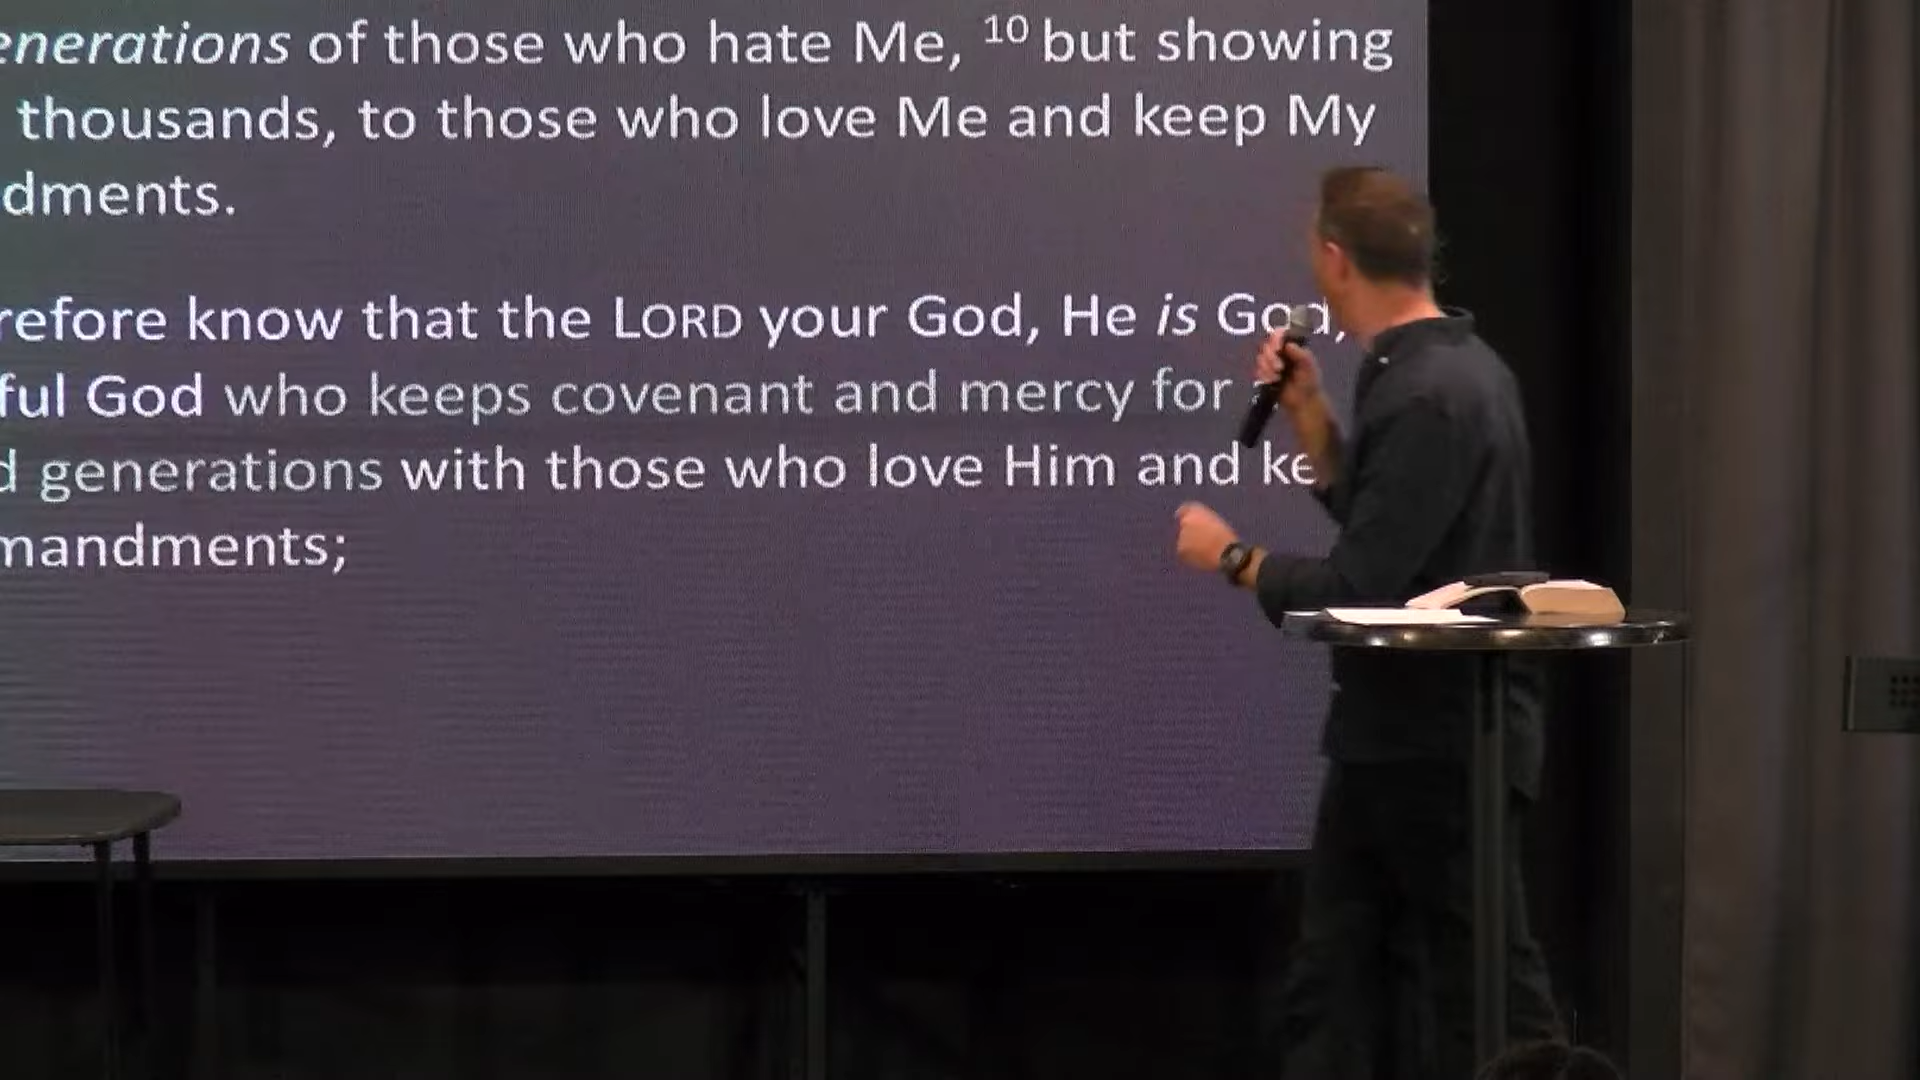 enerations of those who hate Me, 10 but showing
thousands, to those who love Me and keep My
dments.
refore know that the LORD your God, He is God,
ful God who keeps covenant and mercy for
d generations with those who love Him and ke
mandments;